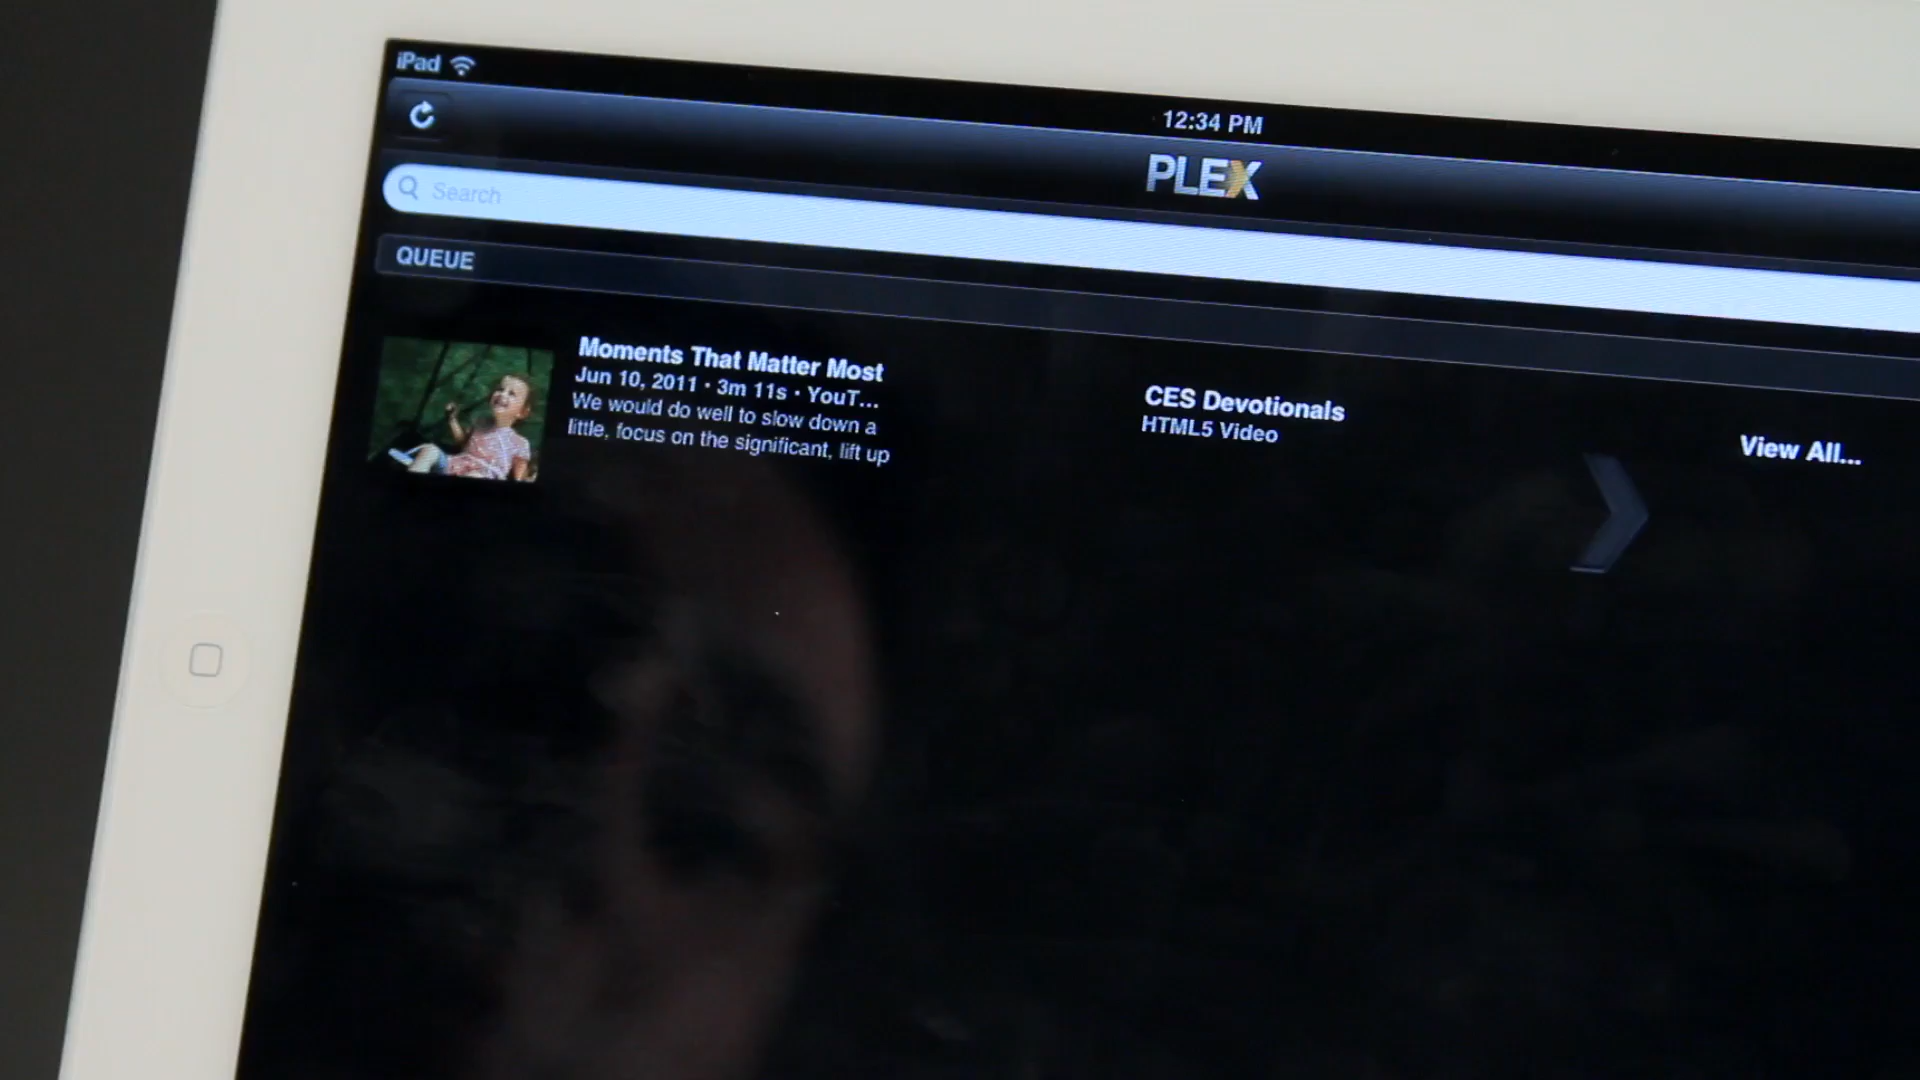 iPad
12:34 PM
PLEX
Search
QUEUE
Moments That Matter Most
Jun 10, 2011 • 3m 11s • YouT...
We would do well to slow down a
little, focus on the significant, lift up
CES Devotionals
HTML5 Video
View All...